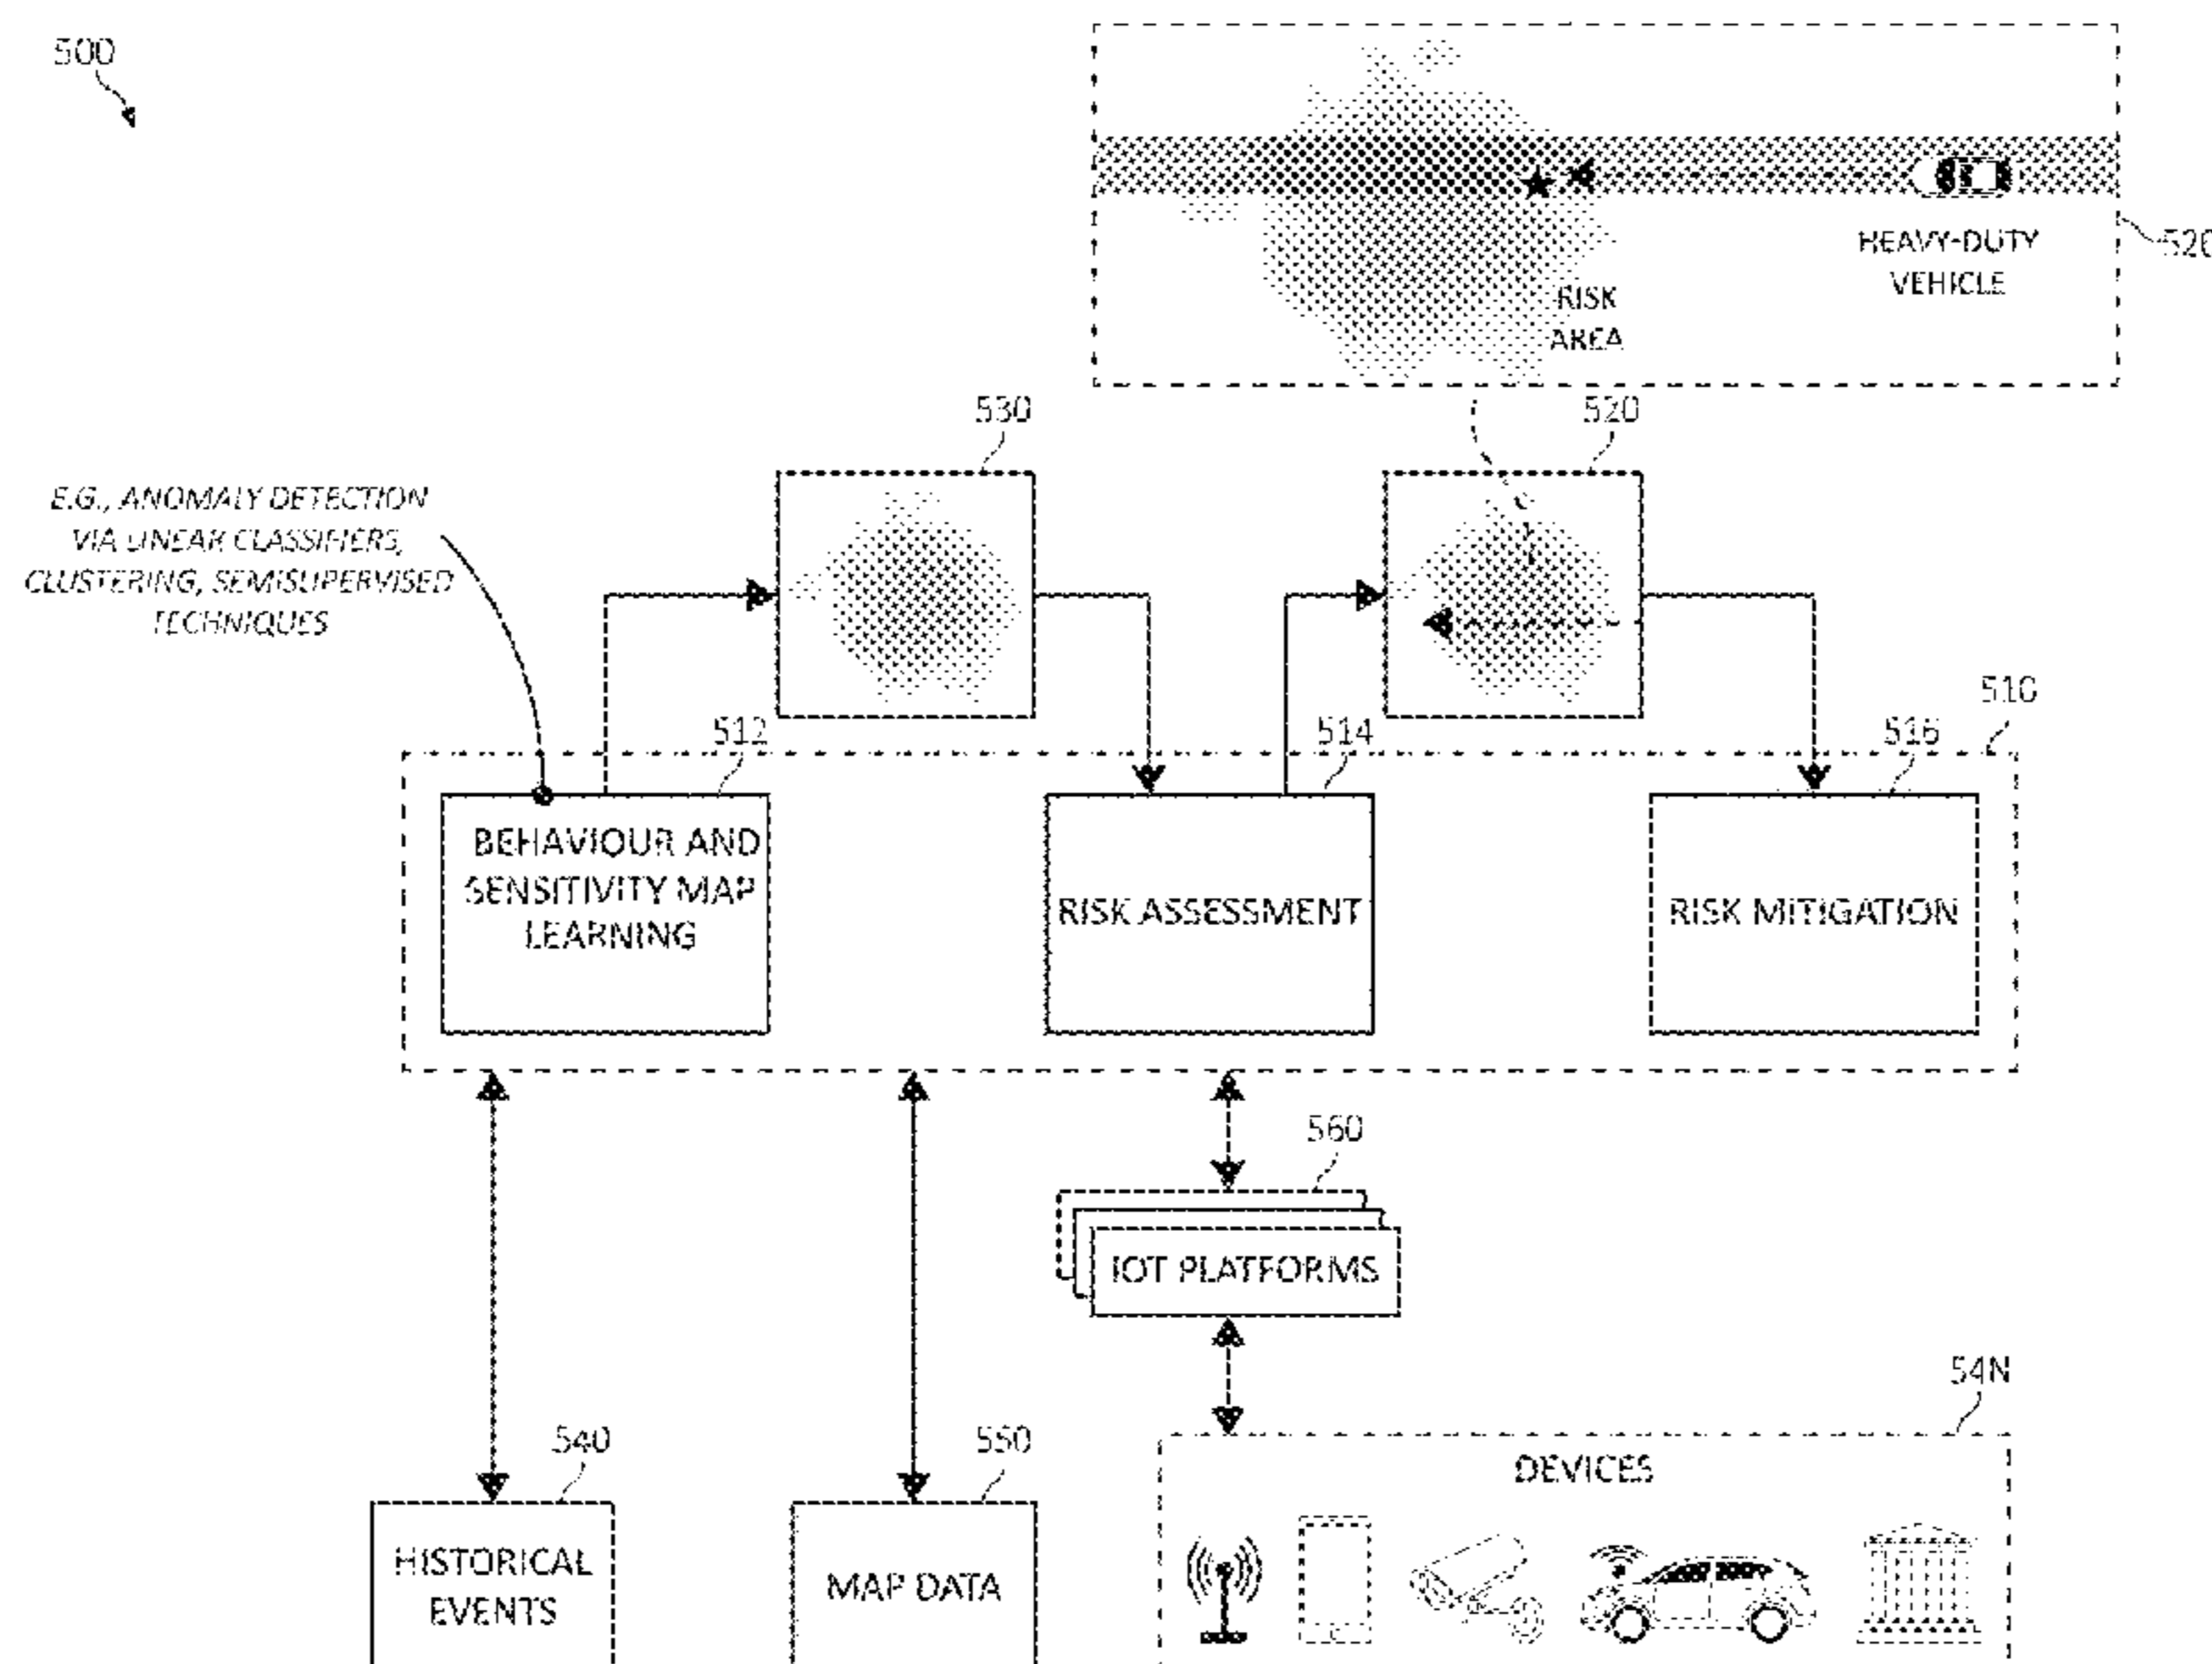 500
HEAVY-DUTY
VEHICLE
520
RISK
AREA
530
520
E.G., ANOMALY DETECTION
VIA LINEAR CLASSIFIERS,
CLUSTERING, SEMISUPERVISED
TECHNIQUES
510
512
514
516
BEHAVIOUR AND
SENSITIVITY MAP
LEARNING
RISK ASSESSMENT
RISK MITIGATION
560
IOT PLATFORMS
54N
540
550
DEVICES
HISTORICAL
EVENTS
MAP DATA